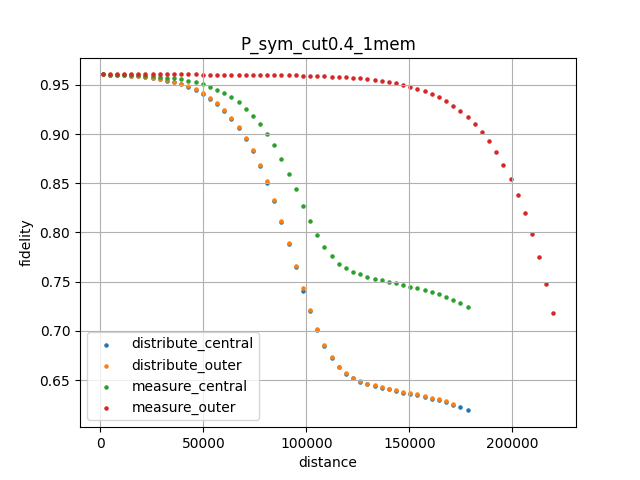 P_sym_cut0.4_1mem
fidelity
0.95
0.90
0.85
0.80
0.75
0.70
0.65
distribute_central
distribute_outer
measure_central
measure_outer
0
50000
100000
150000
200000
distance